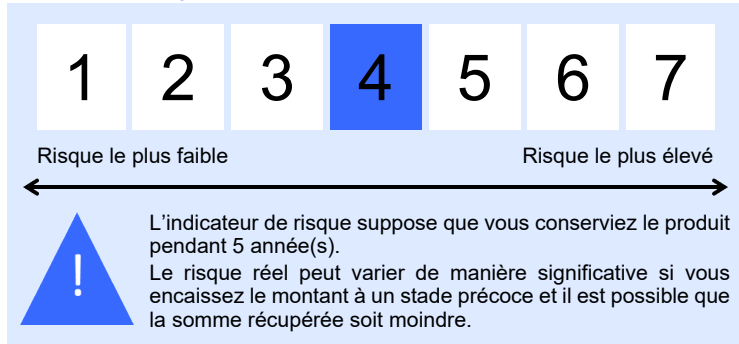 1 2 3 4 5 6 7
Risque le plus faible Risque le plus élevé
!
L'indicateur de risque suppose que vous conserviez le produit
pendant 5 année(s).
Le risque réel peut varier de manière significative si vous
encaissez le montant à un stade précoce et il est possible que
la somme récupérée soit moindre.